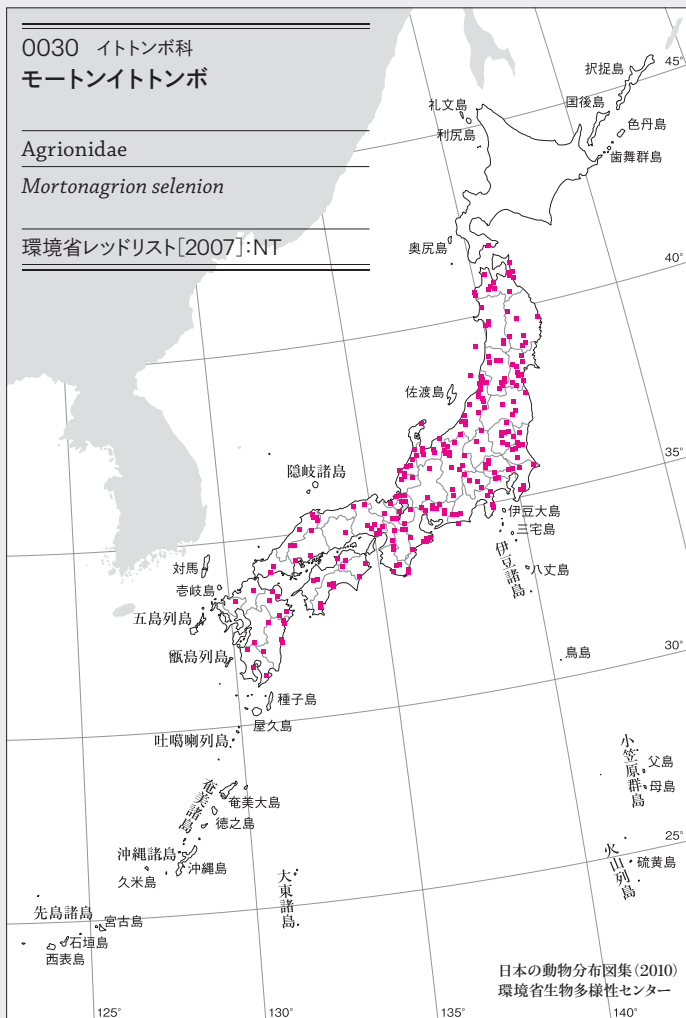 0030 イトトンボ科
モートンイトトンボ
Agrionidae
Mortonagrion selenion
環境省レッドリスト[2007]:NT
択捉島
45°
国後島
礼文島
色丹島
利尻島
歯舞群島
奥尻島
40°
佐渡島
35°
隠岐諸島
伊豆大島
三宅島
伊豆諸島
八丈島
対馬
壱岐島
五島列島
甑島列島
鳥島
30°
種子島
屋久島
吐噶喇列島
小笠原群島
父島
母島
奄美諸島
奄美大島
徳之島
25°
沖縄諸島
沖縄島
久米島
火山列島
硫黄島
大東諸島
先島諸島
宮古島
石垣島
西表島
日本の動物分布図集(2010)
環境省生物多様性センター
125°
130°
135°
140°